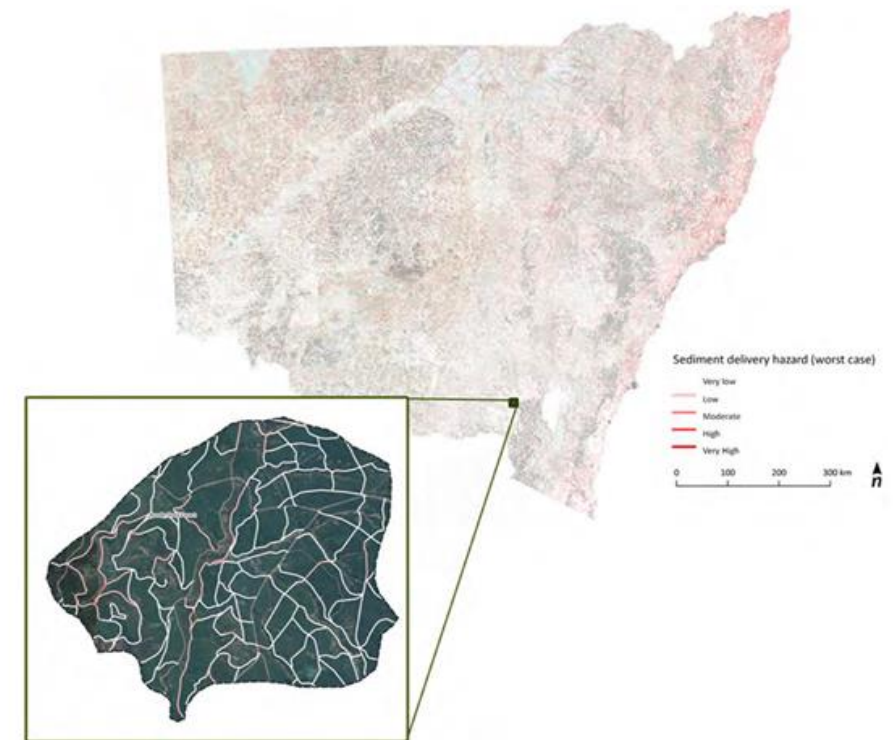 Sediment delivery hazard (worst case)
Very low
Low
Moderate
High
Very High
0 100 200 300 km
n